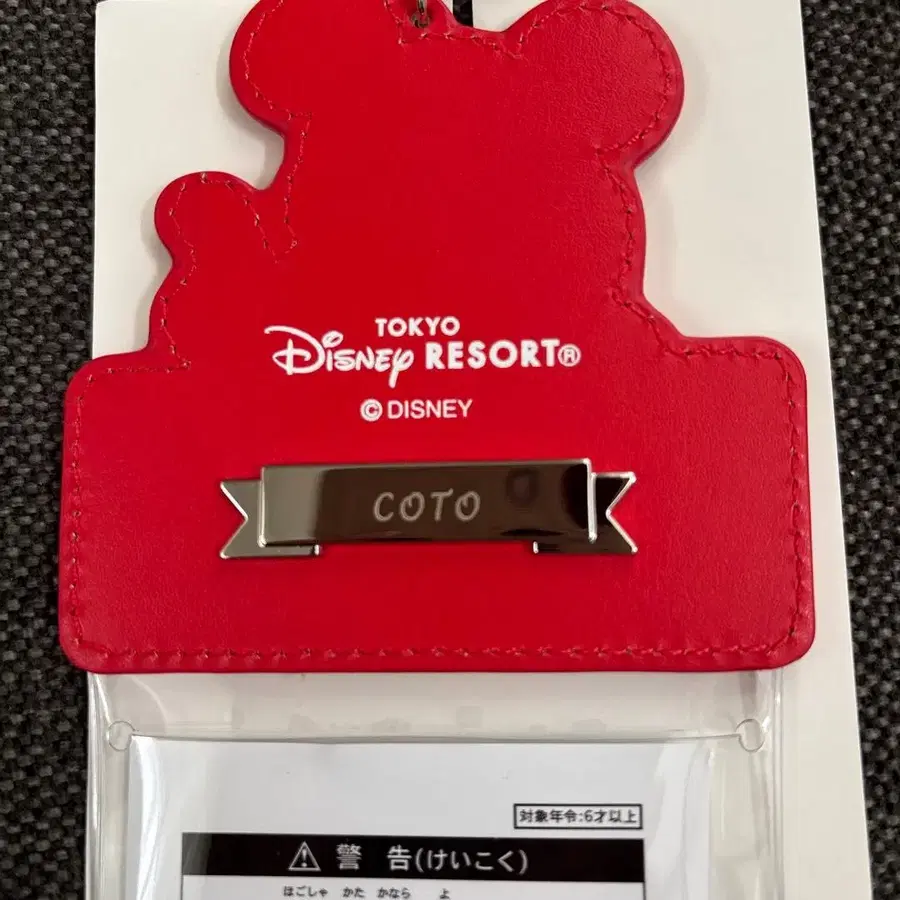 TOKYO
Disney RESORT®
© DISNEY
COTO
対象年令:6才以上
⚠ 警 告(けいこく)
ほごしゃ かた かなら よ